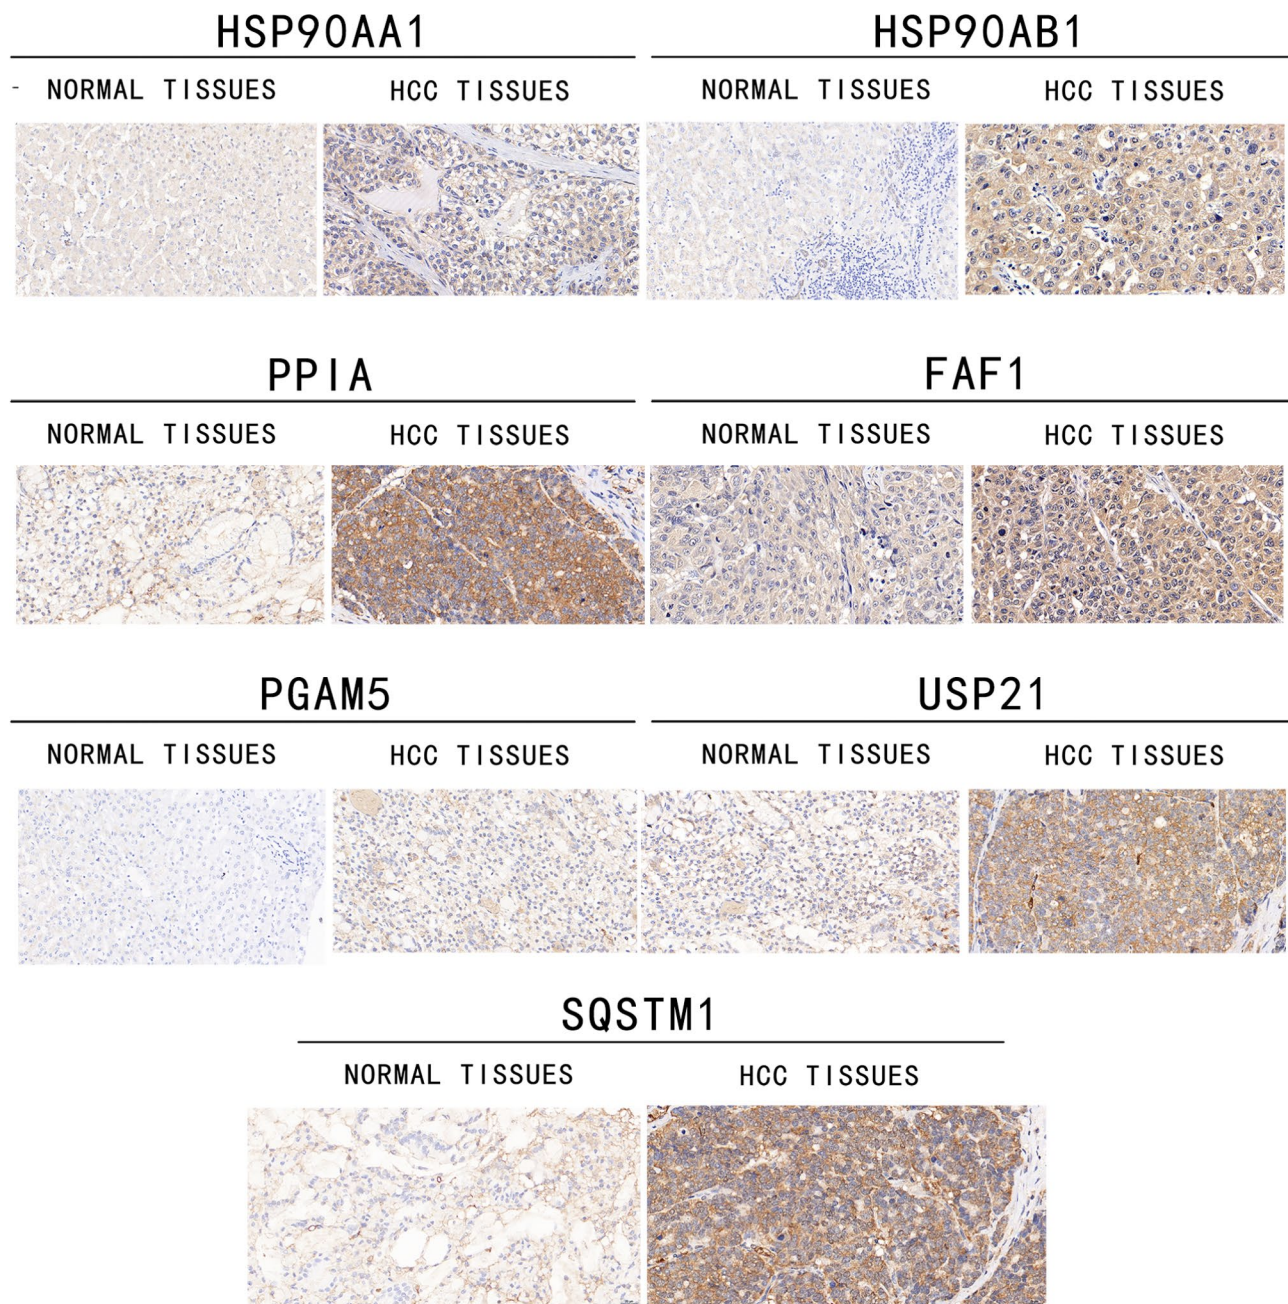 HSP90AA1 HSP90AB1
- NORMAL TISSUES HCC TISSUES NORMAL TISSUES HCC TISSUES
PPIA FAF1
NORMAL TISSUES HCC TISSUES NORMAL TISSUES HCC TISSUES
PGAM5 USP21
NORMAL TISSUES HCC TISSUES NORMAL TISSUES HCC TISSUES
SQSTM1
NORMAL TISSUES HCC TISSUES